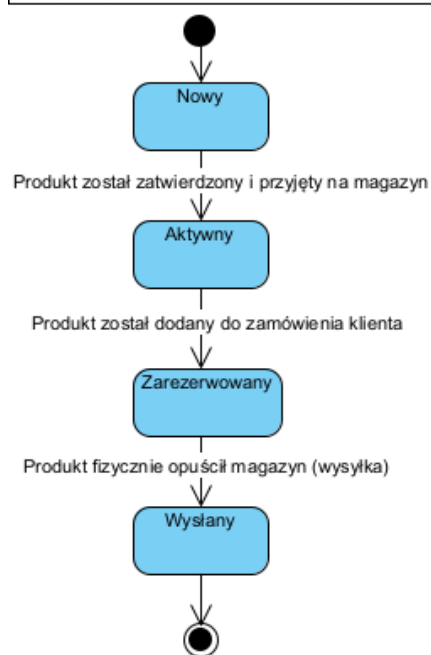 Nowy
Produkt został zatwierdzony i przyjęty na magazyn
Aktywny
Produkt został dodany do zamówienia klienta
Zarezerwowany
Produkt fizycznie opuścił magazyn (wysyłka)
Wysłany